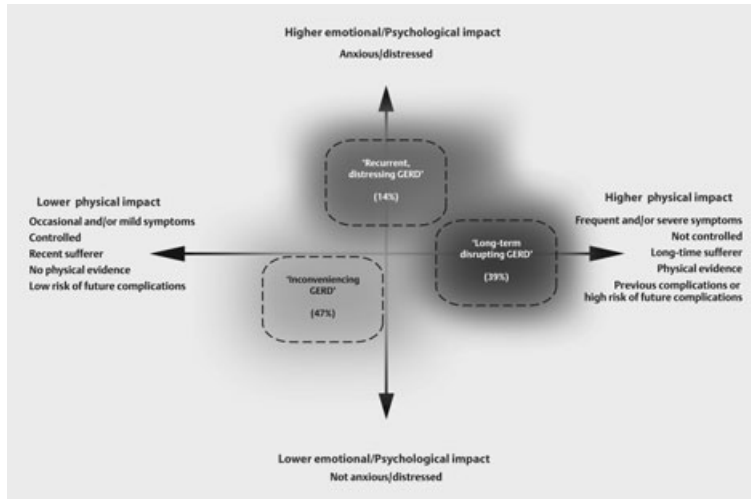 Higher emotional/Psychological impact
Anxious/distressed
"Recurrent,
distressing GERD"
(14%)
Lower physical impact
Occasional and/or mild symptoms
Controlled
Recent sufferer
No physical evidence
Low risk of future complications
Higher physical impact
Frequent and/or severe symptoms
Not controlled
Long-time sufferer
Physical evidence
Previous complications or
high risk of future complications
"Long-term
disrupting GERD"
(39%)
"Inconveniencing
GERD"
(47%)
Lower emotional/Psychological impact
Not anxious/distressed